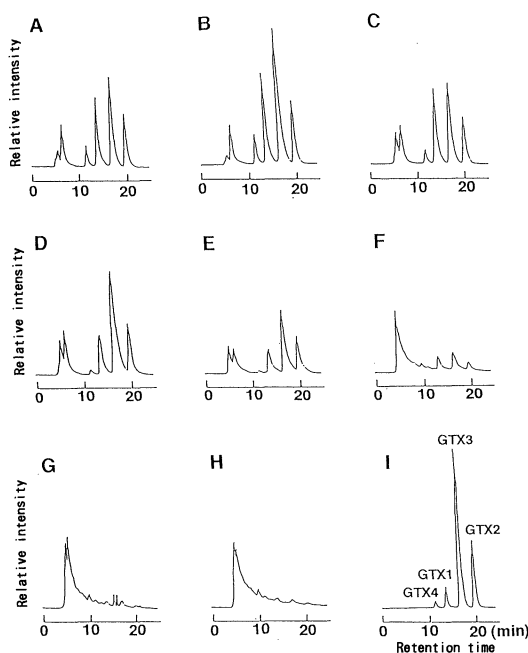 A
B
C
Relative intensity
0 10 20
0 10 20
0 10 20
D
E
F
Relative intensity
0 10 20
0 10 20
0 10 20
G
H
I
GTX3
GTX2
GTX1
GTX4
Relative intensity
0 10 20
0 10 20
0 10 20 (min)
Retention time